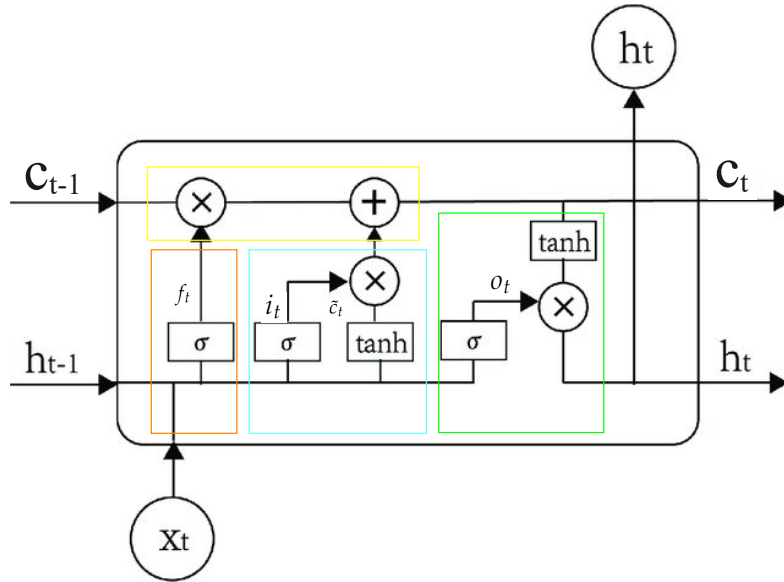 hₜ
cₜ₋₁
cₜ
×
+
tanh
fₜ
iₜ
×
c̃ₜ
oₜ
×
σ
σ
tanh
σ
hₜ₋₁
hₜ
xₜ